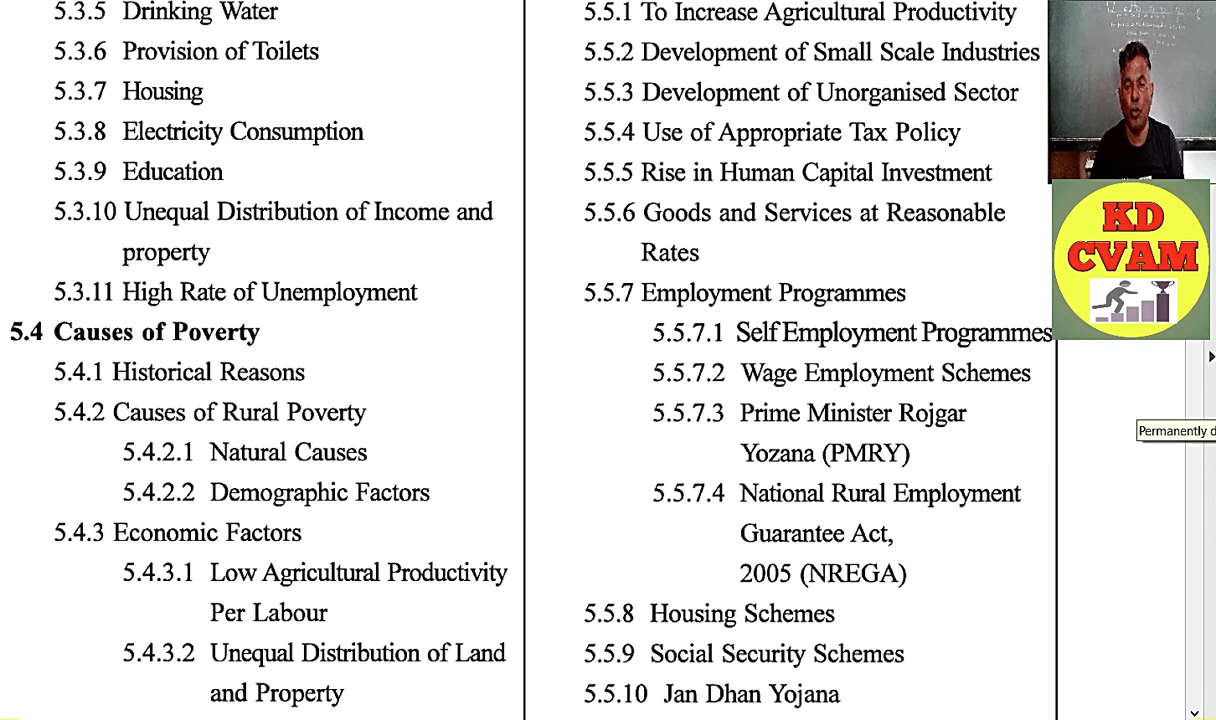 5.3.5 Drinking Water
5.3.6 Provision of Toilets
5.3.7 Housing
5.3.8 Electricity Consumption
5.3.9 Education
5.3.10 Unequal Distribution of Income and
property
5.3.11 High Rate of Unemployment
5.4 Causes of Poverty
5.4.1 Historical Reasons
5.4.2 Causes of Rural Poverty
5.4.2.1 Natural Causes
5.4.2.2 Demographic Factors
5.4.3 Economic Factors
5.4.3.1 Low Agricultural Productivity
Per Labour
5.4.3.2 Unequal Distribution of Land
and Property
5.5.1 To Increase Agricultural Productivity
5.5.2 Development of Small Scale Industries
5.5.3 Development of Unorganised Sector
5.5.4 Use of Appropriate Tax Policy
5.5.5 Rise in Human Capital Investment
5.5.6 Goods and Services at Reasonable
Rates
5.5.7 Employment Programmes
5.5.7.1 Self Employment Programmes
5.5.7.2 Wage Employment Schemes
5.5.7.3 Prime Minister Rojgar
Yozana (PMRY)
5.5.7.4 National Rural Employment
Guarantee Act,
2005 (NREGA)
5.5.8 Housing Schemes
5.5.9 Social Security Schemes
5.5.10 Jan Dhan Yojana
KD
CVAM
Permanently d